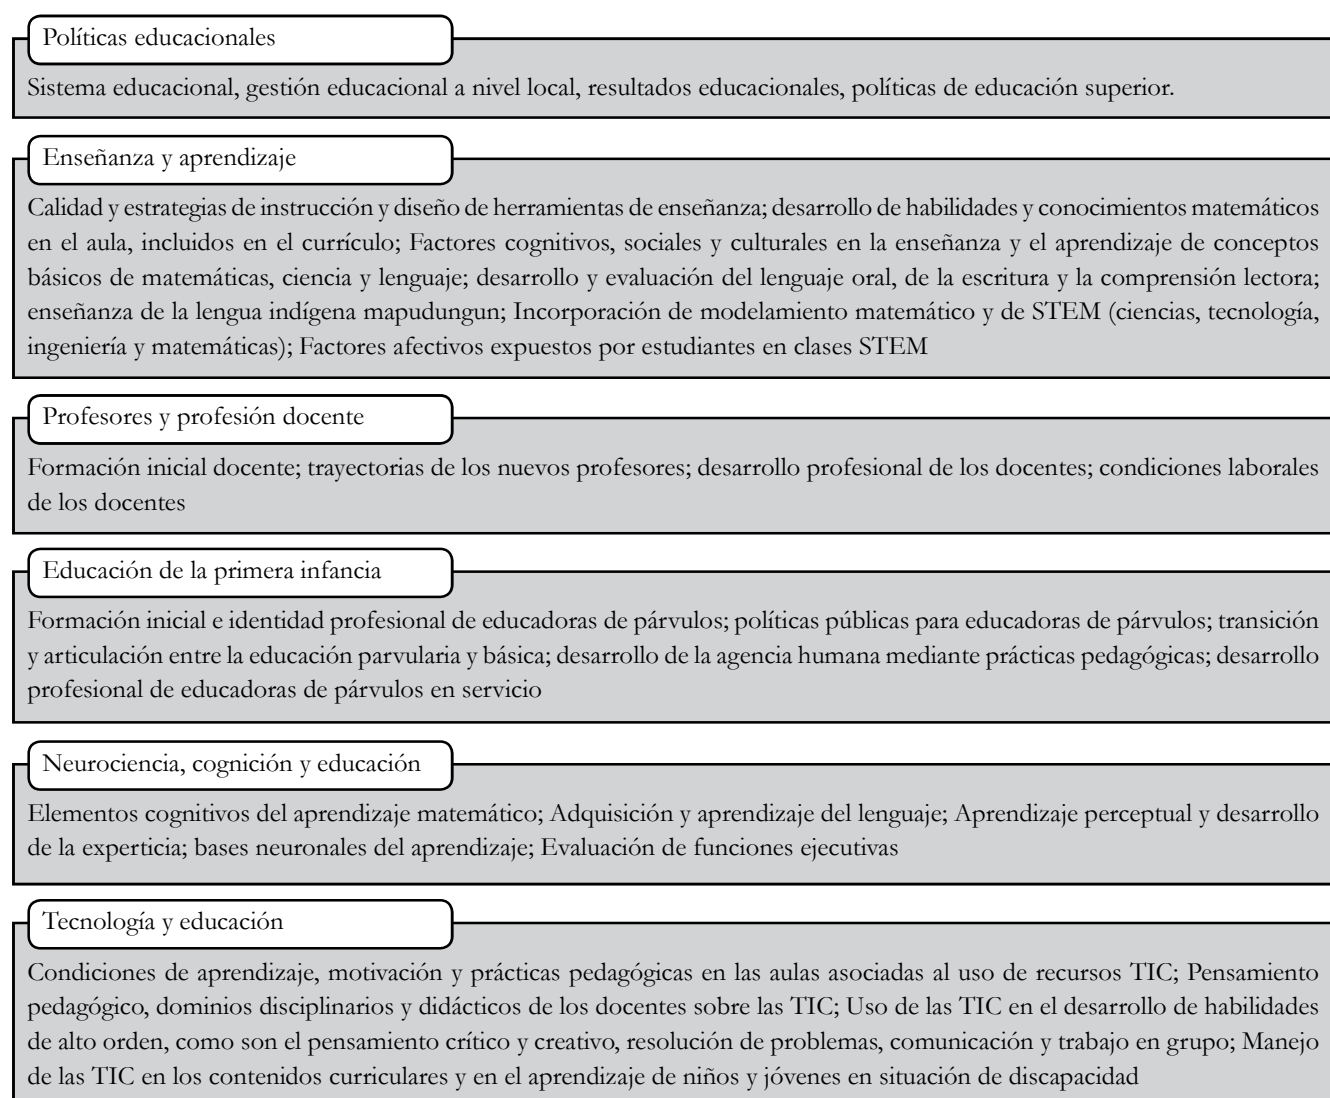 Políticas educacionales
Sistema educacional, gestión educacional a nivel local, resultados educacionales, políticas de educación superior.
Enseñanza y aprendizaje
Calidad y estrategias de instrucción y diseño de herramientas de enseñanza; desarrollo de habilidades y conocimientos matemáticos
en el aula, incluidos en el currículo; Factores cognitivos, sociales y culturales en la enseñanza y el aprendizaje de conceptos
básicos de matemáticas, ciencia y lenguaje; desarrollo y evaluación del lenguaje oral, de la escritura y la comprensión lectora;
enseñanza de la lengua indígena mapudungun; Incorporación de modelamiento matemático y de STEM (ciencias, tecnología,
ingeniería y matemáticas); Factores afectivos expuestos por estudiantes en clases STEM
Profesores y profesión docente
Formación inicial docente; trayectorias de los nuevos profesores; desarrollo profesional de los docentes; condiciones laborales
de los docentes
Educación de la primera infancia
Formación inicial e identidad profesional de educadoras de párvulos; políticas públicas para educadoras de párvulos; transición
y articulación entre la educación parvularia y básica; desarrollo de la agencia humana mediante prácticas pedagógicas; desarrollo
profesional de educadoras de párvulos en servicio
Neurociencia, cognición y educación
Elementos cognitivos del aprendizaje matemático; Adquisición y aprendizaje del lenguaje; Aprendizaje perceptual y desarrollo
de la experticia; bases neuronales del aprendizaje; Evaluación de funciones ejecutivas
Tecnología y educación
Condiciones de aprendizaje, motivación y prácticas pedagógicas en las aulas asociadas al uso de recursos TIC; Pensamiento
pedagógico, dominios disciplinarios y didácticos de los docentes sobre las TIC; Uso de las TIC en el desarrollo de habilidades
de alto orden, como son el pensamiento crítico y creativo, resolución de problemas, comunicación y trabajo en grupo; Manejo
de las TIC en los contenidos curriculares y en el aprendizaje de niños y jóvenes en situación de discapacidad